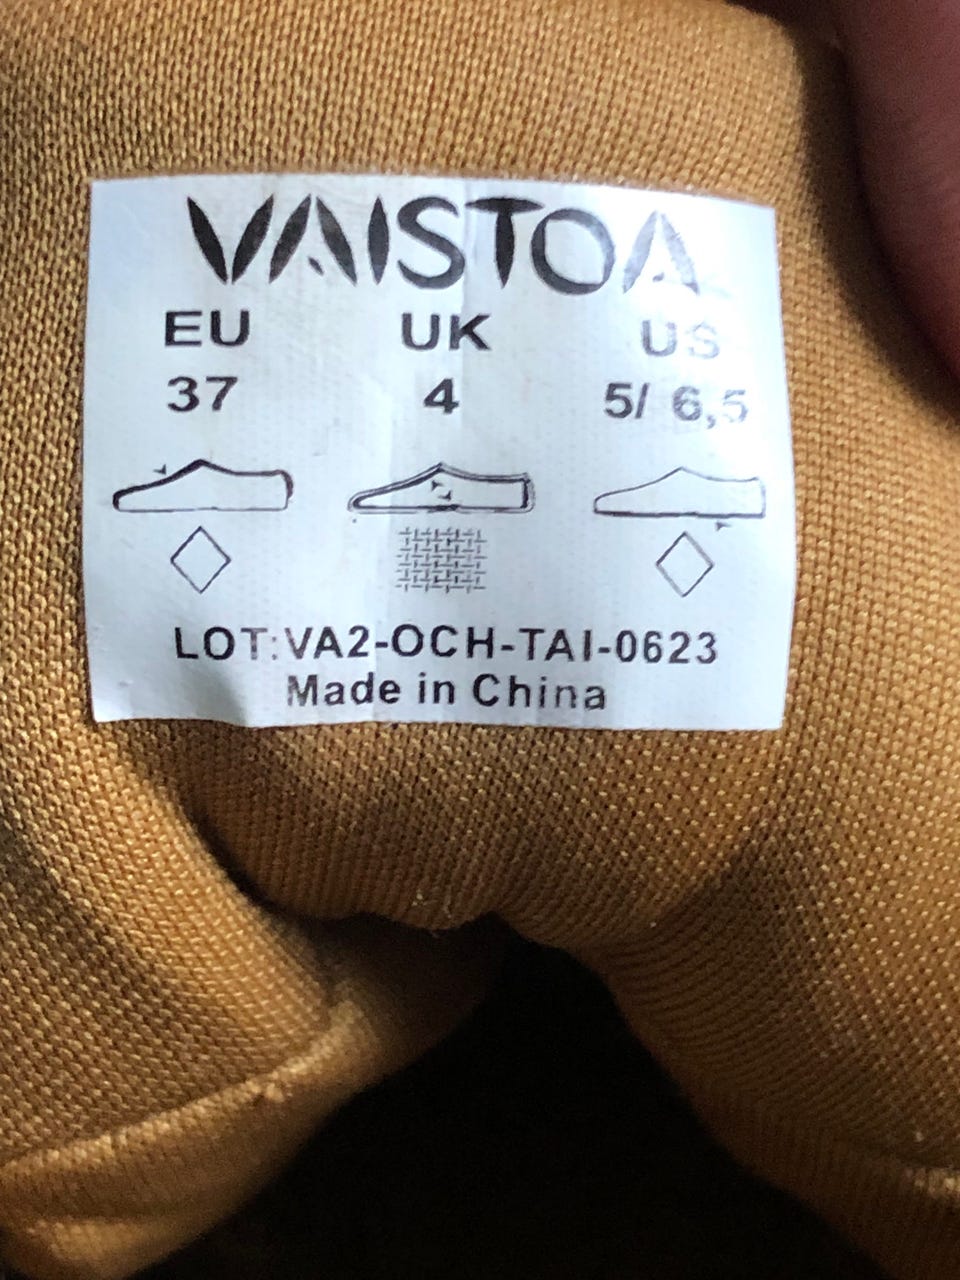 VAISTOA
EU UK US
37 4 5/ 6,5
LOT:VA2-OCH-TAI-0623
Made in China